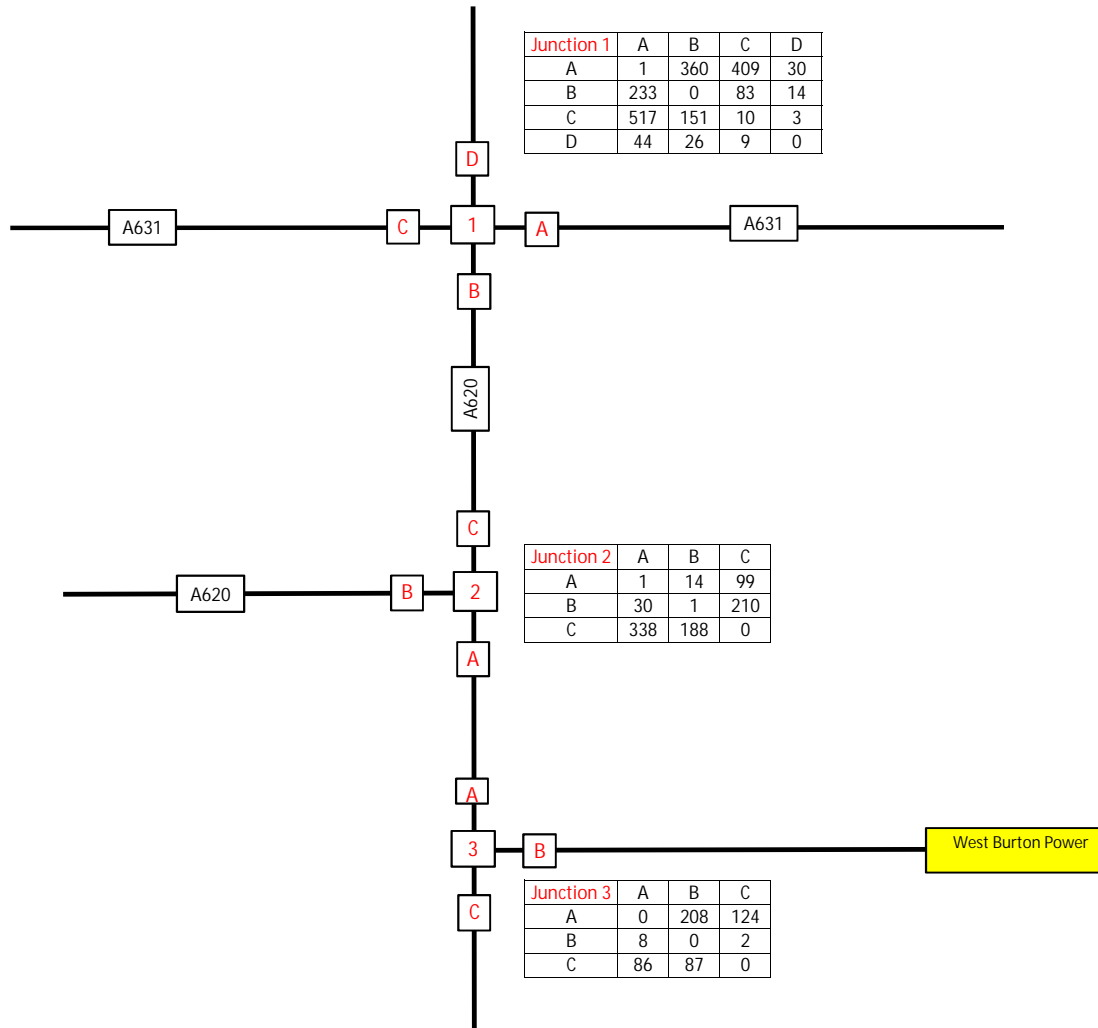 Junction 1 A B C D
A 1 360 409 30
B 233 0 83 14
C 517 151 10 3
D 44 26 9 0
D
A631 C 1 A A631
B
A620
C
Junction 2 A B C
A 1 14 99
B 30 1 210
C 338 188 0
A620 B 2
A
A
3 B West Burton Power
C
Junction 3 A B C
A 0 208 124
B 8 0 2
C 86 87 0